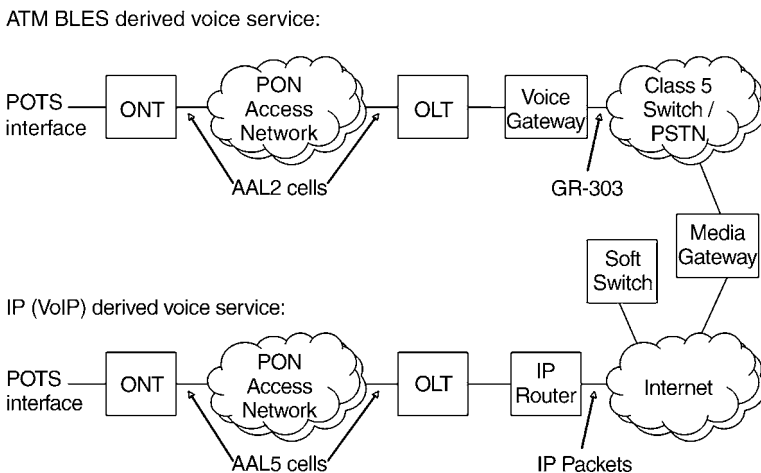 ATM BLES derived voice service:
POTS
interface
ONT
PON
Access
Network
OLT
Voice
Gateway
Class 5
Switch /
PSTN
AAL2 cells
GR-303
Media
Gateway
Soft
Switch
IP (VoIP) derived voice service:
POTS
interface
ONT
PON
Access
Network
OLT
IP
Router
Internet
AAL5 cells
IP Packets